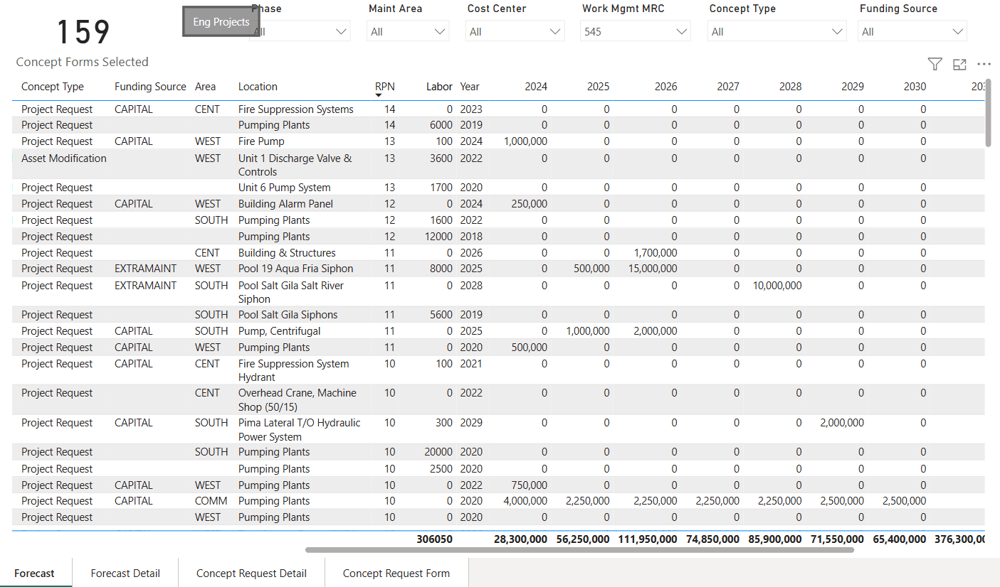 159
Concept Forms Selected
Eng Projects
Phase Maint Area Cost Center Work Mgmt MRC Concept Type Funding Source
All All All 545 All All
Concept Type Funding Source Area Location RPN Labor Year 2024 2025 2026 2027 2028 2029 2030
Project Request CAPITAL CENT Fire Suppression Systems 14 0 2023 0 0 0 0 0 0 0
Project Request Pumping Plants 14 6000 2019 0 0 0 0 0 0 0
Project Request CAPITAL WEST Fire Pump 13 100 2024 1,000,000 0 0 0 0 0 0
Asset Modification WEST Unit 1 Discharge Valve & 13 3600 2022 0 0 0 0 0 0 0
Controls
Project Request Unit 6 Pump System 13 1700 2020 0 0 0 0 0 0 0
Project Request CAPITAL WEST Building Alarm Panel 12 0 2024 250,000 0 0 0 0 0 0
Project Request SOUTH Pumping Plants 12 1600 2022 0 0 0 0 0 0 0
Project Request Pumping Plants 12 12000 2018 0 0 0 0 0 0 0
Project Request CENT Building & Structures 11 0 2026 0 0 1,700,000 0 0 0 0
Project Request EXTRAMAINT WEST Pool 19 Aqua Fria Siphon 11 8000 2025 0 500,000 15,000,000 0 0 0 0
Project Request EXTRAMAINT SOUTH Pool Salt Gila Salt River 11 0 2028 0 0 0 0 10,000,000 0 0
Siphon
Project Request SOUTH Pool Salt Gila Siphons 11 5600 2019 0 0 0 0 0 0 0
Project Request CAPITAL SOUTH Pump, Centrifugal 11 0 2025 0 1,000,000 2,000,000 0 0 0 0
Project Request CAPITAL WEST Pumping Plants 11 0 2020 500,000 0 0 0 0 0 0
Project Request CAPITAL CENT Fire Suppression System 10 100 2021 0 0 0 0 0 0 0
Hydrant
Project Request CENT Overhead Crane, Machine 10 0 2022 0 0 0 0 0 0 0
Shop (50/15)
Project Request CAPITAL SOUTH Pima Lateral T/O Hydraulic 10 300 2029 0 0 0 0 0 2,000,000 0
Power System
Project Request SOUTH Pumping Plants 10 20000 2020 0 0 0 0 0 0 0
Project Request Pumping Plants 10 2500 2020 0 0 0 0 0 0 0
Project Request CAPITAL WEST Pumping Plants 10 0 2022 750,000 0 0 0 0 0 0
Project Request CAPITAL COMM Pumping Plants 10 0 2020 4,000,000 2,250,000 2,250,000 2,250,000 2,250,000 2,500,000 2,500,000
Project Request WEST Pumping Plants 10 0 2020 0 0 0 0 0 0 0
306050 28,300,000 56,250,000 111,950,000 74,850,000 85,900,000 71,550,000 65,400,000
Forecast Forecast Detail Concept Request Detail Concept Request Form